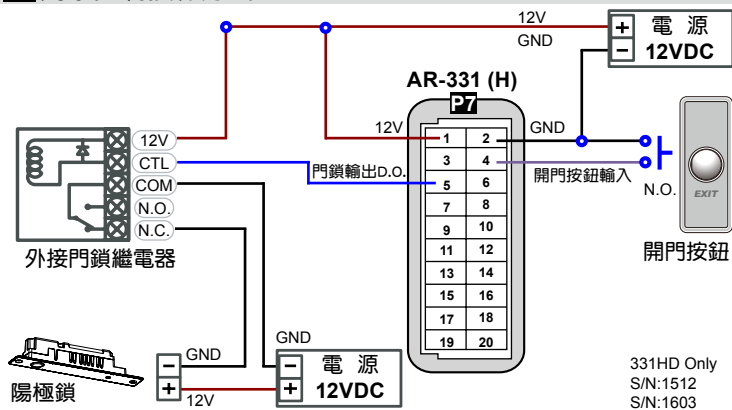 12V
GND
+ 電 源
− 12VDC
AR-331 (H)
P7
12V
GND
1 2
3 4
5 6
7 8
9 10
11 12
13 14
15 16
17 18
19 20
12V
CTL
COM
N.O.
N.C.
外接門鎖繼電器
門鎖輸出D.O.
開門按鈕輸入
N.O.
EXIT
開門按鈕
陽極鎖
−
+
GND
12V
GND
− 電 源
+ 12VDC
331HD Only
S/N:1512
S/N:1603